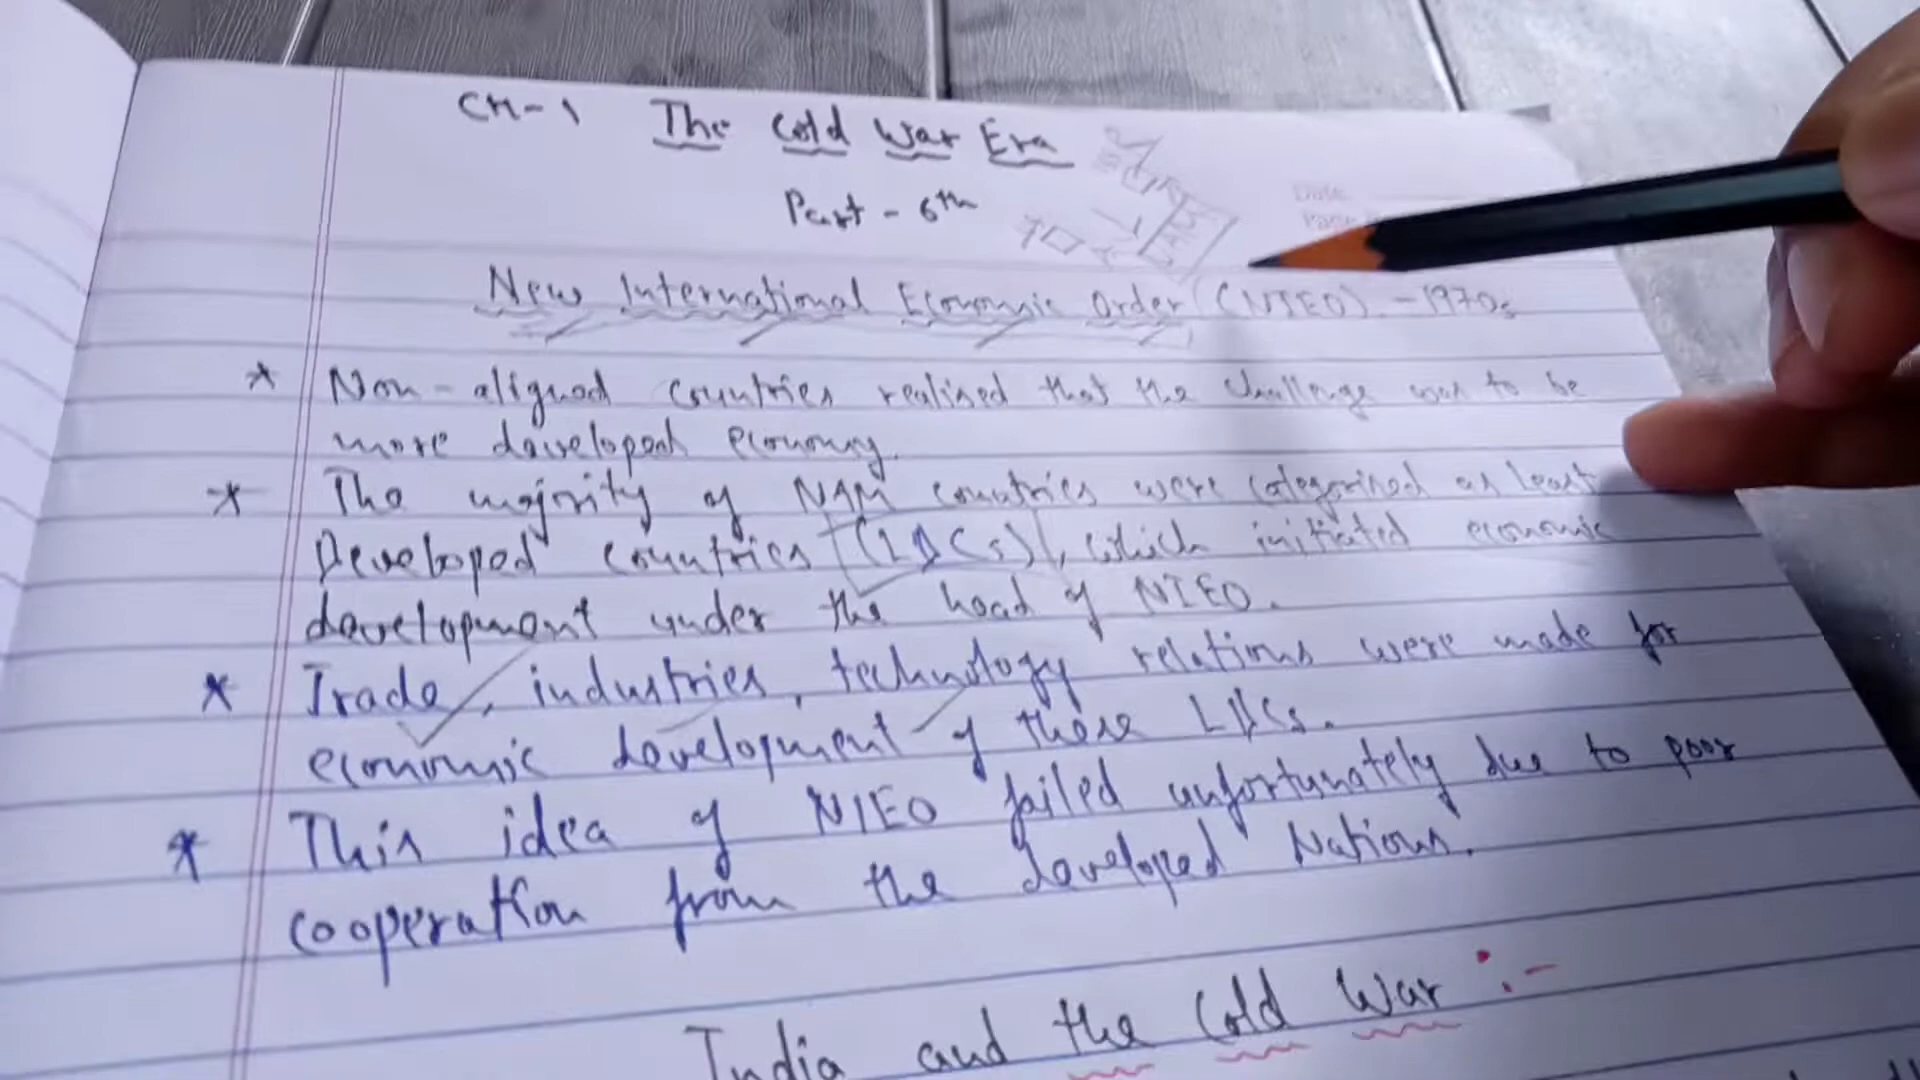 CH-1 The Cold War Era
Part - 6th
Date
Page
New International Economic Order (NIEO) - 1970s
* Non-aligned countries realised that the challenge was to be
more developed economy.
* The majority of NAM countries were categorised as least
Developed countries (LDCs), which initiated economic
development under the head of NIEO.
* Trade, industries, technology relations were made for
economic development of these LDCs.
* This idea of NIEO failed unfortunately due to poor
cooperation from the developed Nations.
India and the Cold War :-